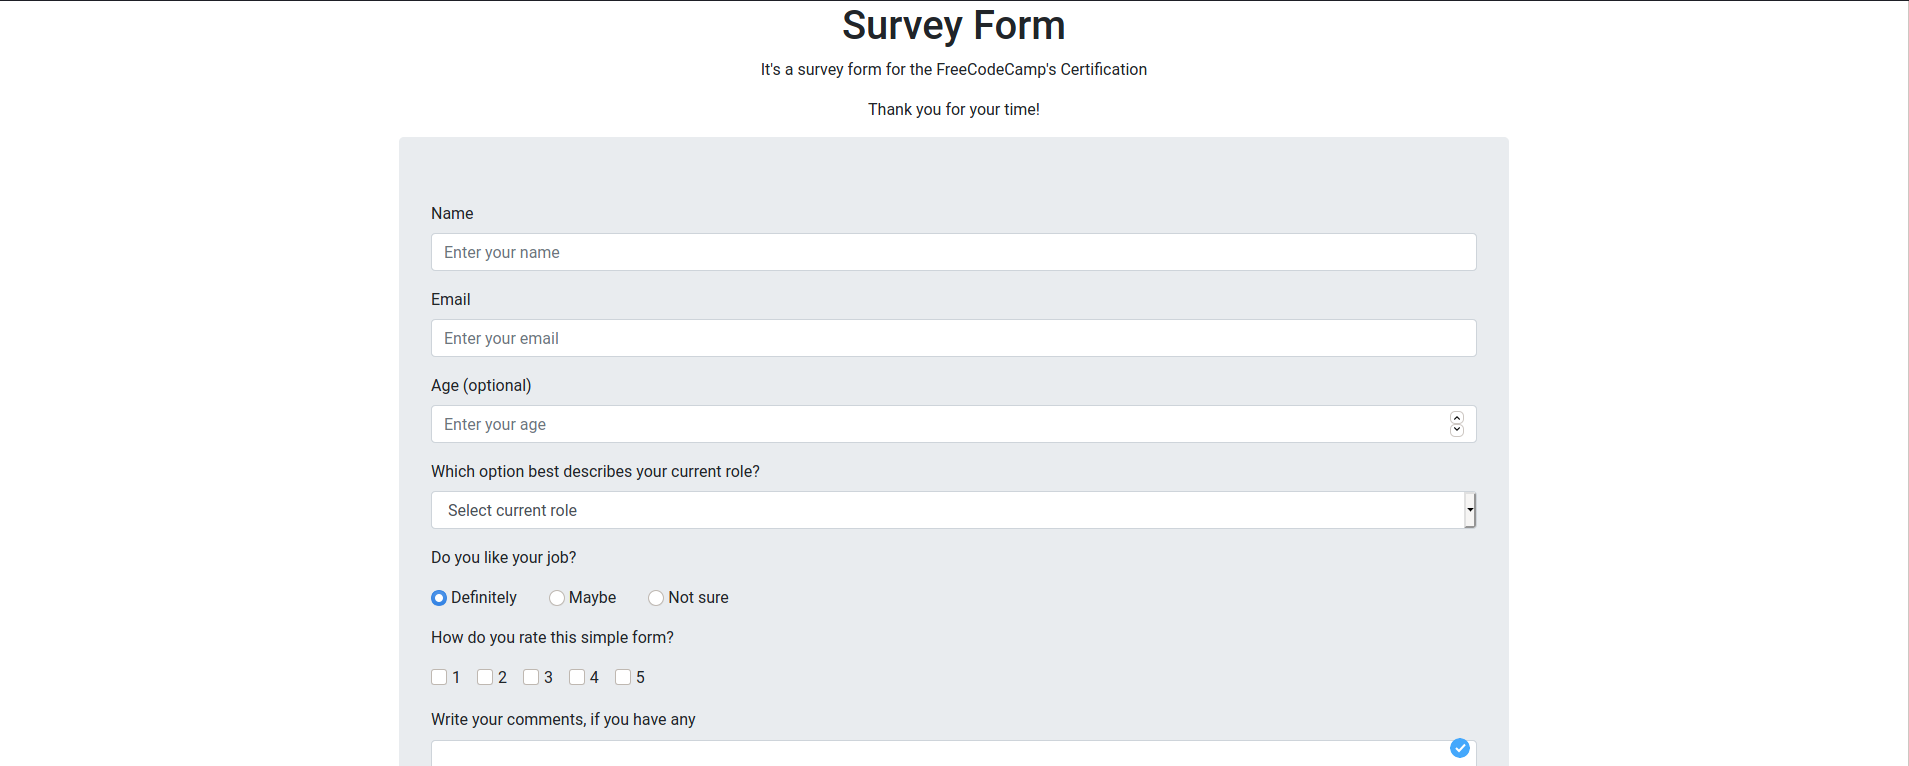 Survey Form
It's a survey form for the FreeCodeCamp's Certification
Thank you for your time!
Name
Enter your name
Email
Enter your email
Age (optional)
Enter your age
Which option best describes your current role?
Select current role
Do you like your job?
Definitely Maybe Not sure
How do you rate this simple form?
1 2 3 4 5
Write your comments, if you have any